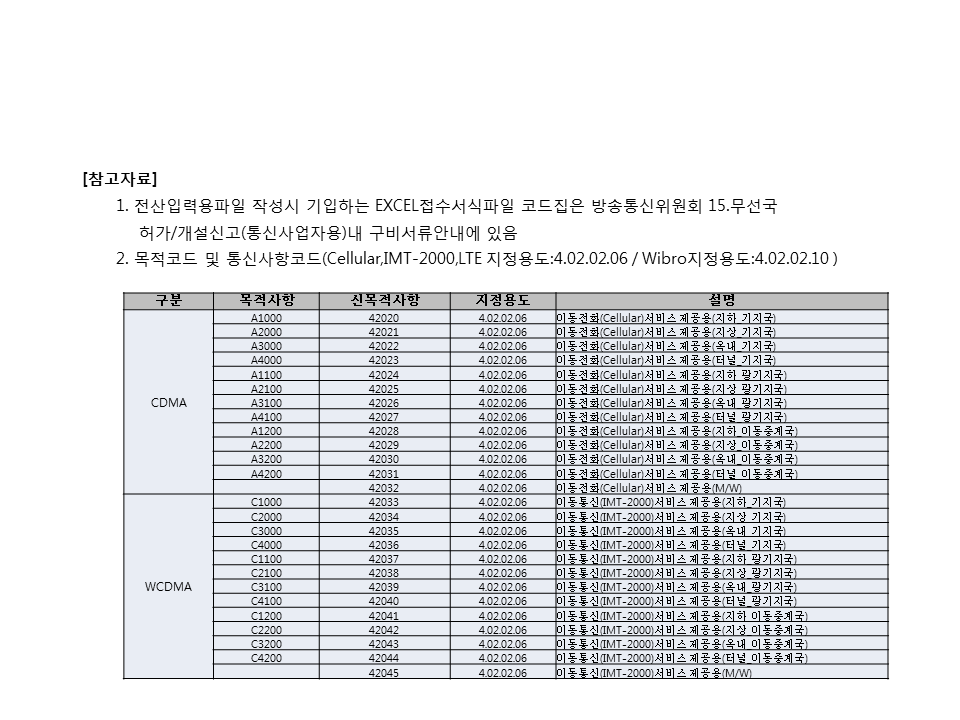 [참고자료]
1. 전산입력용파일 작성시 기입하는 EXCEL접수서식파일 코드집은 방송통신위원회 15.무선국
허가/개설신고(통신사업자용)내 구비서류안내에 있음
2. 목적코드 및 통신사항코드(Cellular,IMT-2000,LTE 지정용도:4.02.02.06 / Wibro지정용도:4.02.02.10 )
구분 목적사항 신목적사항 지정용도 설명
A1000 42020 4.02.02.06 이동전화(Cellular)서비스제공용(지하_기지국)
A2000 42021 4.02.02.06 이동전화(Cellular)서비스제공용(지상_기지국)
A3000 42022 4.02.02.06 이동전화(Cellular)서비스제공용(옥내_기지국)
A4000 42023 4.02.02.06 이동전화(Cellular)서비스제공용(터널_기지국)
A1100 42024 4.02.02.06 이동전화(Cellular)서비스제공용(지하_광기지국)
A2100 42025 4.02.02.06 이동전화(Cellular)서비스제공용(지상_광기지국)
CDMA A3100 42026 4.02.02.06 이동전화(Cellular)서비스제공용(옥내_광기지국)
A4100 42027 4.02.02.06 이동전화(Cellular)서비스제공용(터널_광기지국)
A1200 42028 4.02.02.06 이동전화(Cellular)서비스제공용(지하_이동중계국)
A2200 42029 4.02.02.06 이동전화(Cellular)서비스제공용(지상_이동중계국)
A3200 42030 4.02.02.06 이동전화(Cellular)서비스제공용(옥내_이동중계국)
A4200 42031 4.02.02.06 이동전화(Cellular)서비스제공용(터널_이동중계국)
42032 4.02.02.06 이동전화(Cellular)서비스제공용(M/W)
C1000 42033 4.02.02.06 이동통신(IMT-2000)서비스제공용(지하_기지국)
C2000 42034 4.02.02.06 이동통신(IMT-2000)서비스제공용(지상_기지국)
C3000 42035 4.02.02.06 이동통신(IMT-2000)서비스제공용(옥내_기지국)
C4000 42036 4.02.02.06 이동통신(IMT-2000)서비스제공용(터널_기지국)
C1100 42037 4.02.02.06 이동통신(IMT-2000)서비스제공용(지하_광기지국)
C2100 42038 4.02.02.06 이동통신(IMT-2000)서비스제공용(지상_광기지국)
WCDMA C3100 42039 4.02.02.06 이동통신(IMT-2000)서비스제공용(옥내_광기지국)
C4100 42040 4.02.02.06 이동통신(IMT-2000)서비스제공용(터널_광기지국)
C1200 42041 4.02.02.06 이동통신(IMT-2000)서비스제공용(지하_이동중계국)
C2200 42042 4.02.02.06 이동통신(IMT-2000)서비스제공용(지상_이동중계국)
C3200 42043 4.02.02.06 이동통신(IMT-2000)서비스제공용(옥내_이동중계국)
C4200 42044 4.02.02.06 이동통신(IMT-2000)서비스제공용(터널_이동중계국)
42045 4.02.02.06 이동통신(IMT-2000)서비스제공용(M/W)